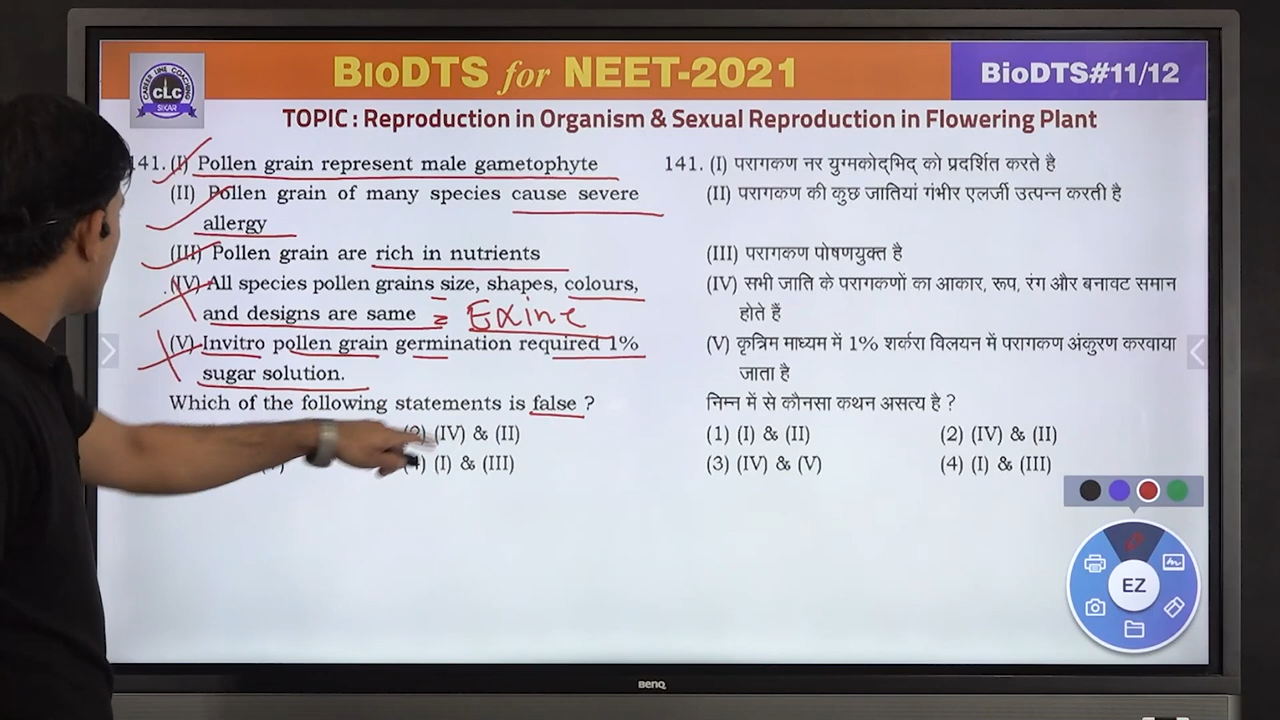 BIODTS for NEET-2021
BioDTS#11/12
CAREER LINE COACHING
CLC
SIKAR
TOPIC : Reproduction in Organism & Sexual Reproduction in Flowering Plant
141. (I) Pollen grain represent male gametophyte
(II) Pollen grain of many species cause severe
allergy
(III) Pollen grain are rich in nutrients
(IV) All species pollen grains size, shapes, colours,
and designs are same = Exine
(V) Invitro pollen grain germination required 1%
sugar solution.
Which of the following statements is false ?
(2) (IV) & (II)
(4) (I) & (III)
141. (I) परागकण नर युग्मकोद्भिद् को प्रदर्शित करते है
(II) परागकण की कुछ जातियां गंभीर एलर्जी उत्पन्न करती है
(III) परागकण पोषणयुक्त है
(IV) सभी जाति के परागकणों का आकार, रूप, रंग और बनावट समान
होते हैं
(V) कृत्रिम माध्यम में 1% शर्करा विलयन में परागकण अंकुरण करवाया
जाता है
निम्न में से कौनसा कथन असत्य है ?
(1) (I) & (II)
(2) (IV) & (II)
(3) (IV) & (V)
(4) (I) & (III)
EZ
BenQ